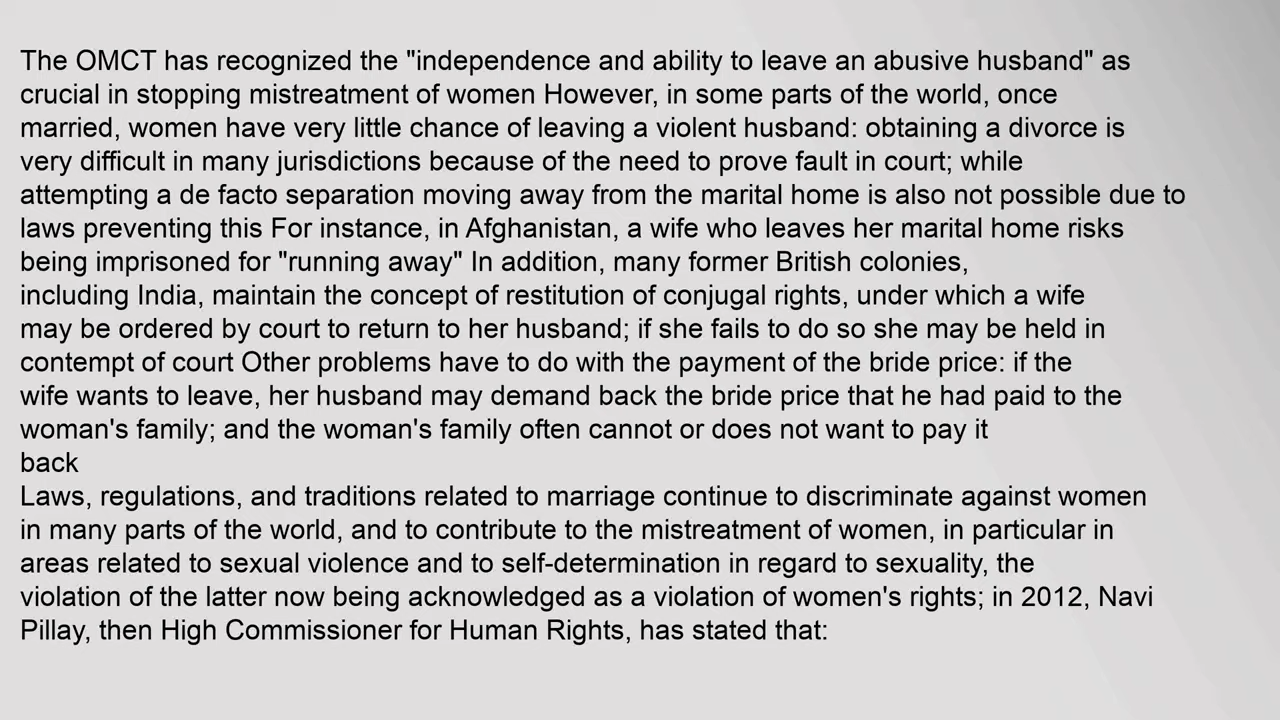 The OMCT has recognized the "independence and ability to leave an abusive husband" as
crucial in stopping mistreatment of women However, in some parts of the world, once
married, women have very little chance of leaving a violent husband: obtaining a divorce is
very difficult in many jurisdictions because of the need to prove fault in court; while
attempting a de facto separation moving away from the marital home is also not possible due to
laws preventing this For instance, in Afghanistan, a wife who leaves her marital home risks
being imprisoned for "running away" In addition, many former British colonies,
including India, maintain the concept of restitution of conjugal rights, under which a wife
may be ordered by court to return to her husband; if she fails to do so she may be held in
contempt of court Other problems have to do with the payment of the bride price: if the
wife wants to leave, her husband may demand back the bride price that he had paid to the
woman's family; and the woman's family often cannot or does not want to pay it
back
Laws, regulations, and traditions related to marriage continue to discriminate against women
in many parts of the world, and to contribute to the mistreatment of women, in particular in
areas related to sexual violence and to self-determination in regard to sexuality, the
violation of the latter now being acknowledged as a violation of women's rights; in 2012, Navi
Pillay, then High Commissioner for Human Rights, has stated that: